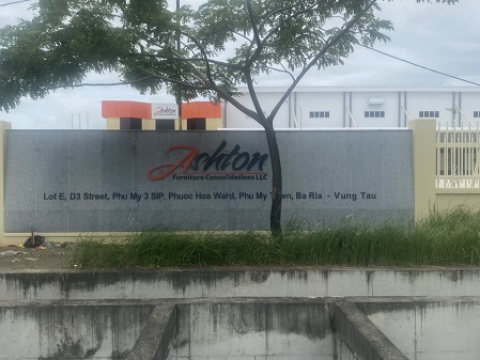 Ashton
Ashton
Furniture Consolidations LLC
Lot E, D3 Street, Phu My 3 SIP, Phuoc Hoa Ward, Phu My Town, Ba Ria - Vung Tau